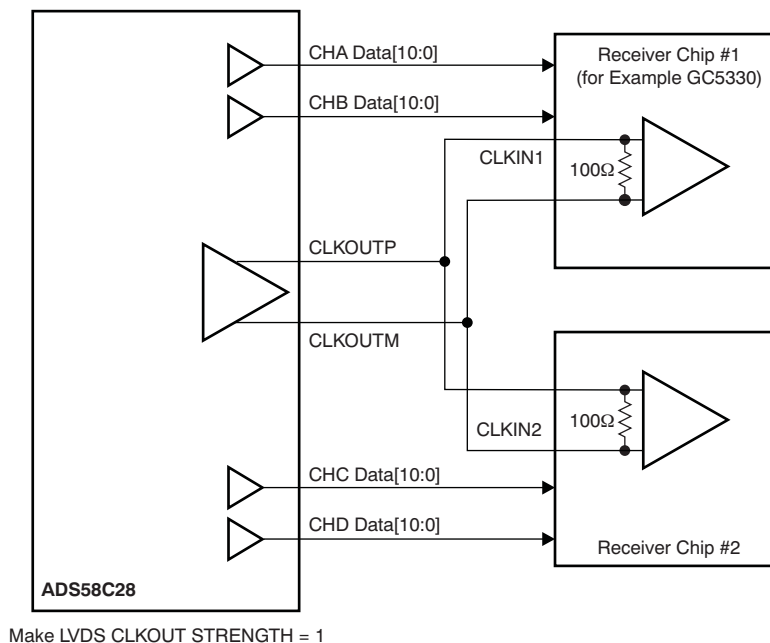 CHA Data[10:0]
Receiver Chip #1
(for Example GC5330)
CHB Data[10:0]
CLKIN1
100Ω
CLKOUTP
CLKOUTM
100Ω
CLKIN2
CHC Data[10:0]
CHD Data[10:0]
Receiver Chip #2
ADS58C28
Make LVDS CLKOUT STRENGTH = 1